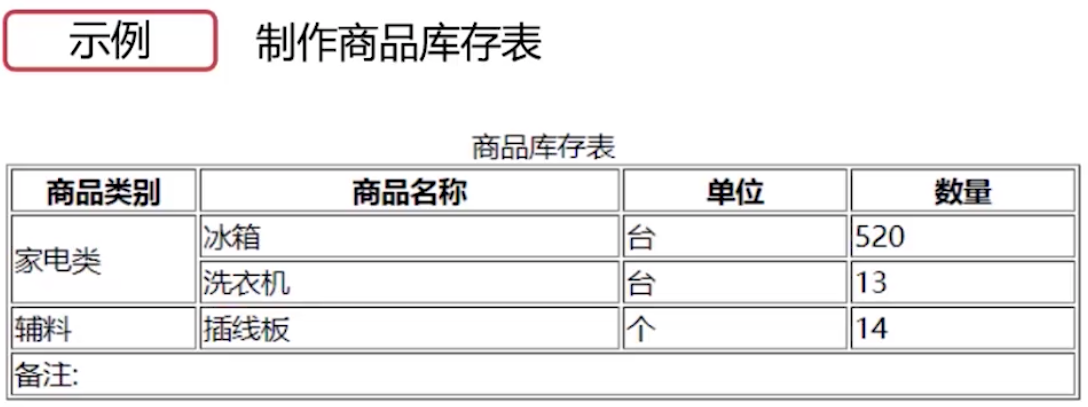 示例 制作商品库存表
商品库存表
商品类别 商品名称 单位 数量
家电类 冰箱 台 520
洗衣机 台 13
辅料 插线板 个 14
备注: